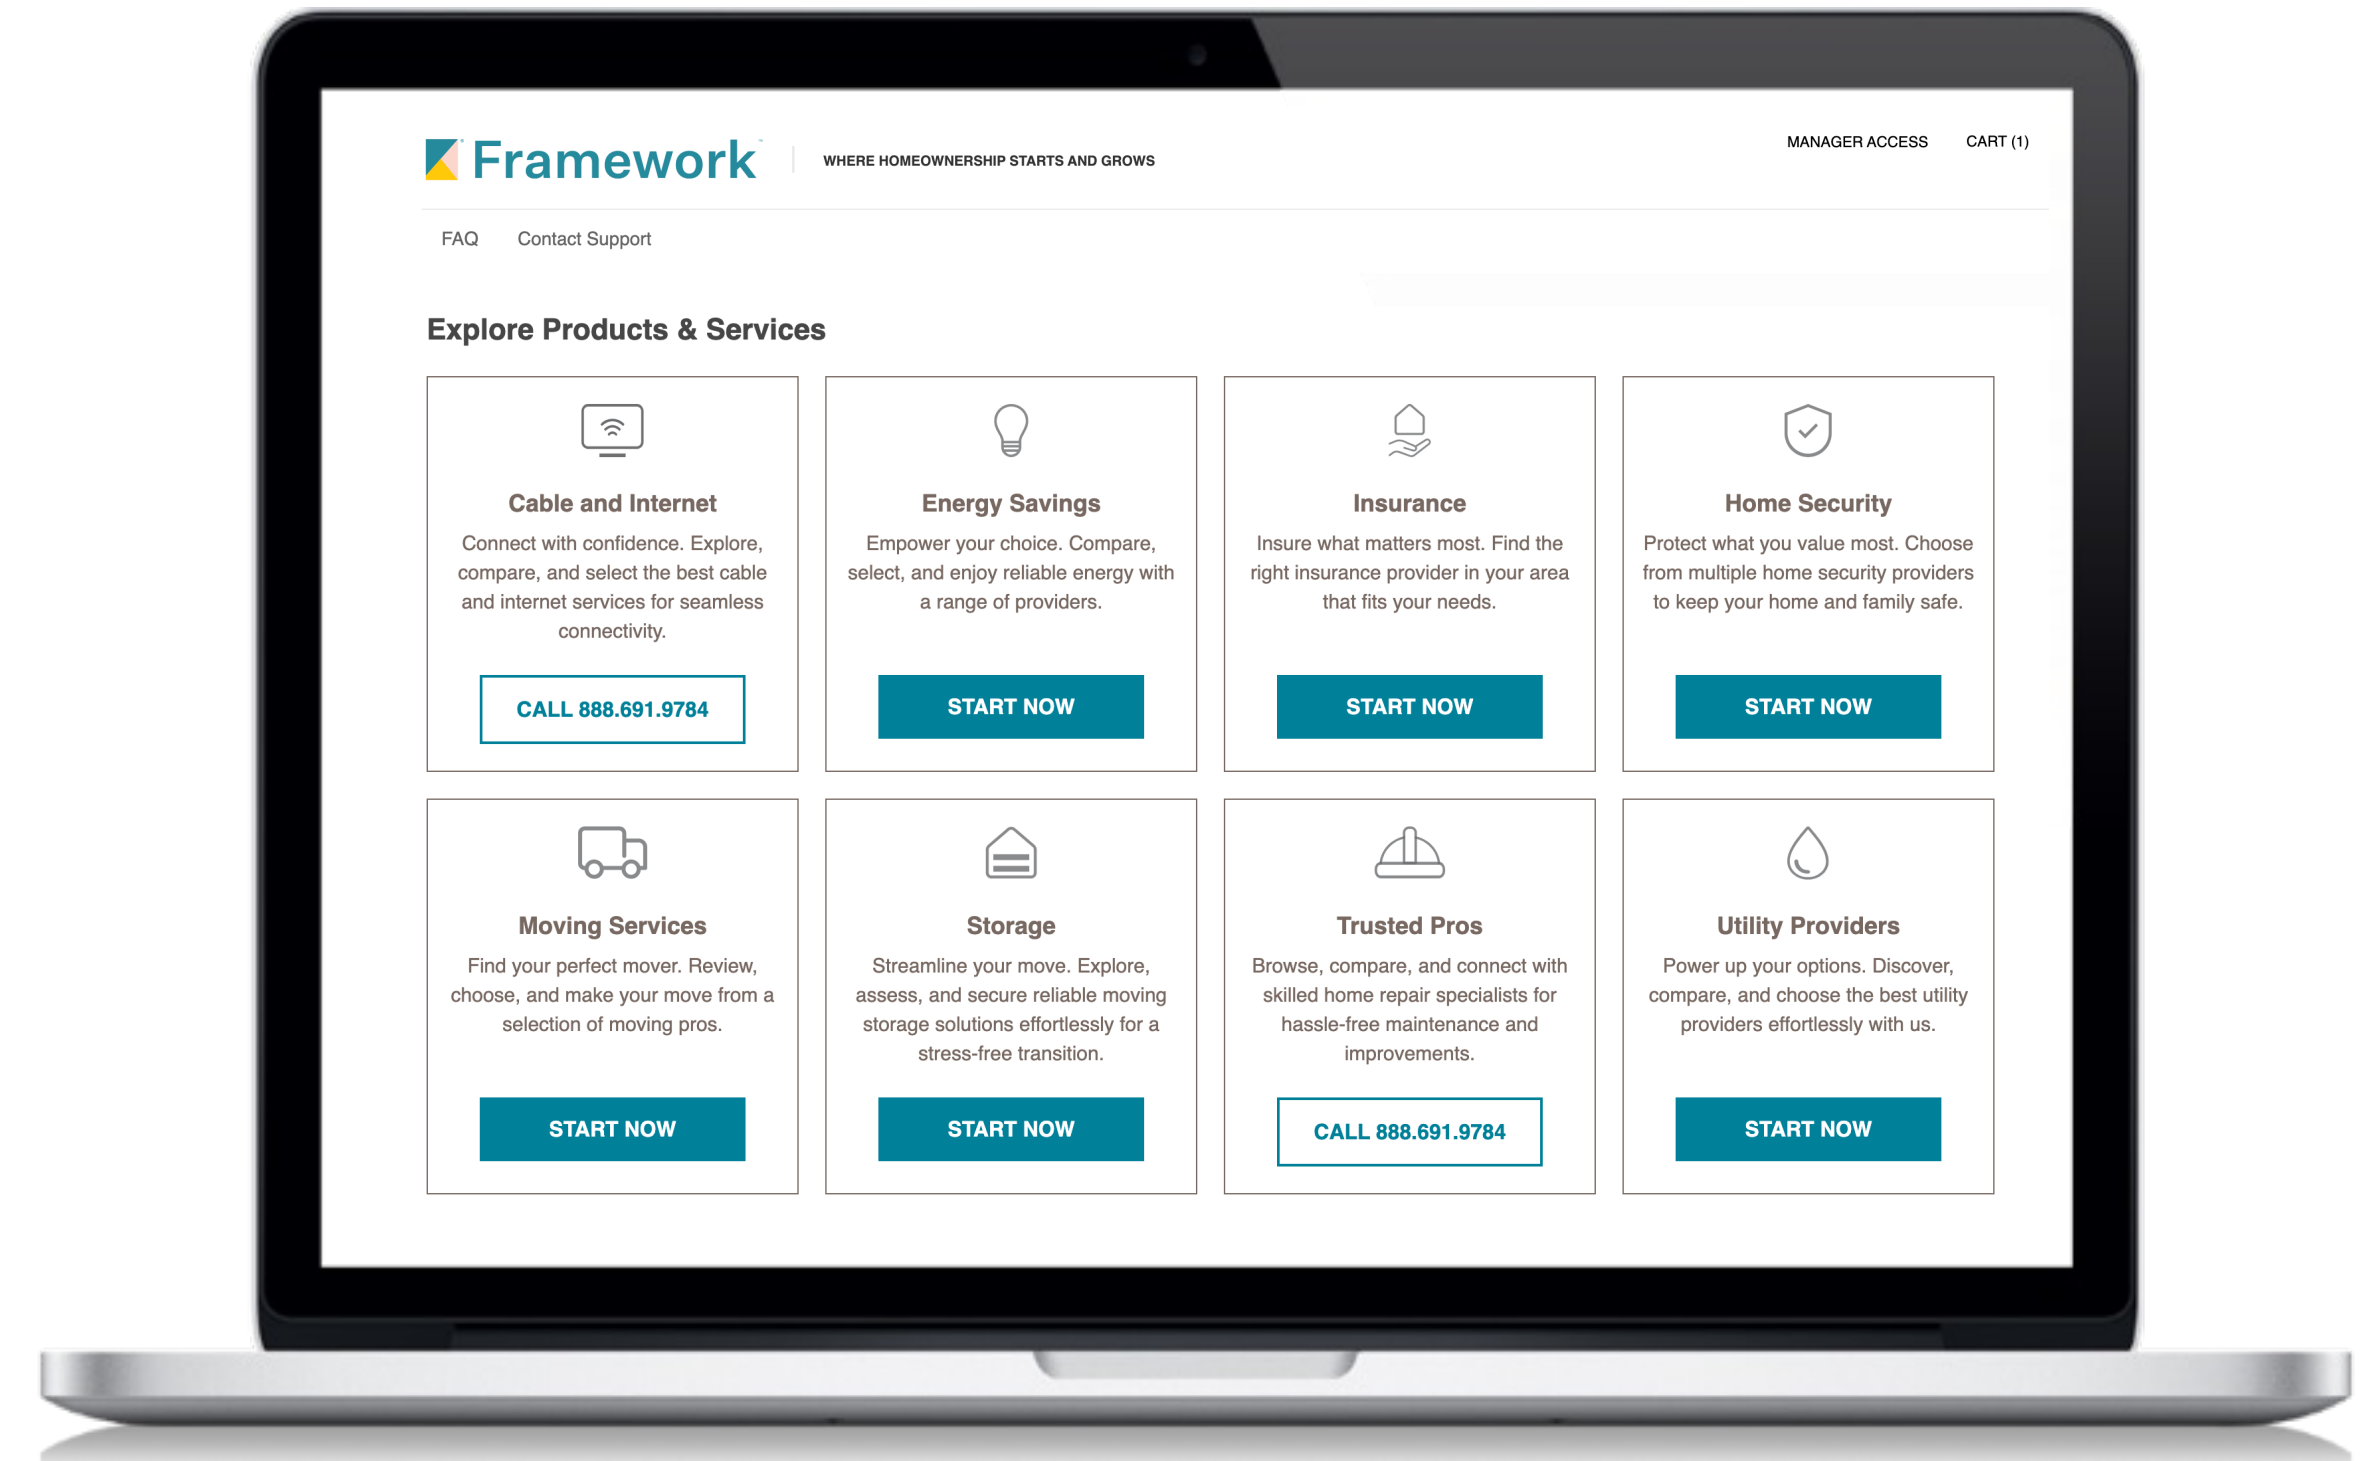 Framework
WHERE HOMEOWNERSHIP STARTS AND GROWS
MANAGER ACCESS
CART (1)
FAQ
Contact Support
Explore Products & Services
Cable and Internet
Connect with confidence. Explore,
compare, and select the best cable
and internet services for seamless
connectivity.
CALL 888.691.9784
Energy Savings
Empower your choice. Compare,
select, and enjoy reliable energy with
a range of providers.
START NOW
Insurance
Insure what matters most. Find the
right insurance provider in your area
that fits your needs.
START NOW
Home Security
Protect what you value most. Choose
from multiple home security providers
to keep your home and family safe.
START NOW
Moving Services
Find your perfect mover. Review,
choose, and make your move from a
selection of moving pros.
START NOW
Storage
Streamline your move. Explore,
assess, and secure reliable moving
storage solutions effortlessly for a
stress-free transition.
START NOW
Trusted Pros
Browse, compare, and connect with
skilled home repair specialists for
hassle-free maintenance and
improvements.
CALL 888.691.9784
Utility Providers
Power up your options. Discover,
compare, and choose the best utility
providers effortlessly with us.
START NOW